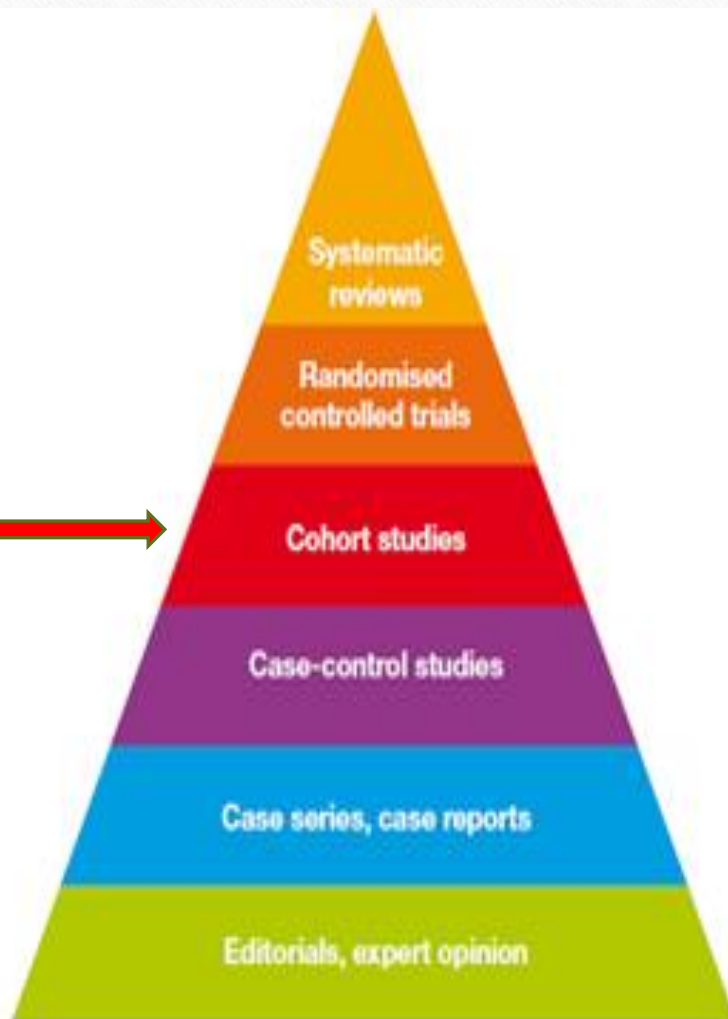 Systematic
reviews
Randomised
controlled trials
Cohort studies
Case-control studies
Case series, case reports
Editorials, expert opinion